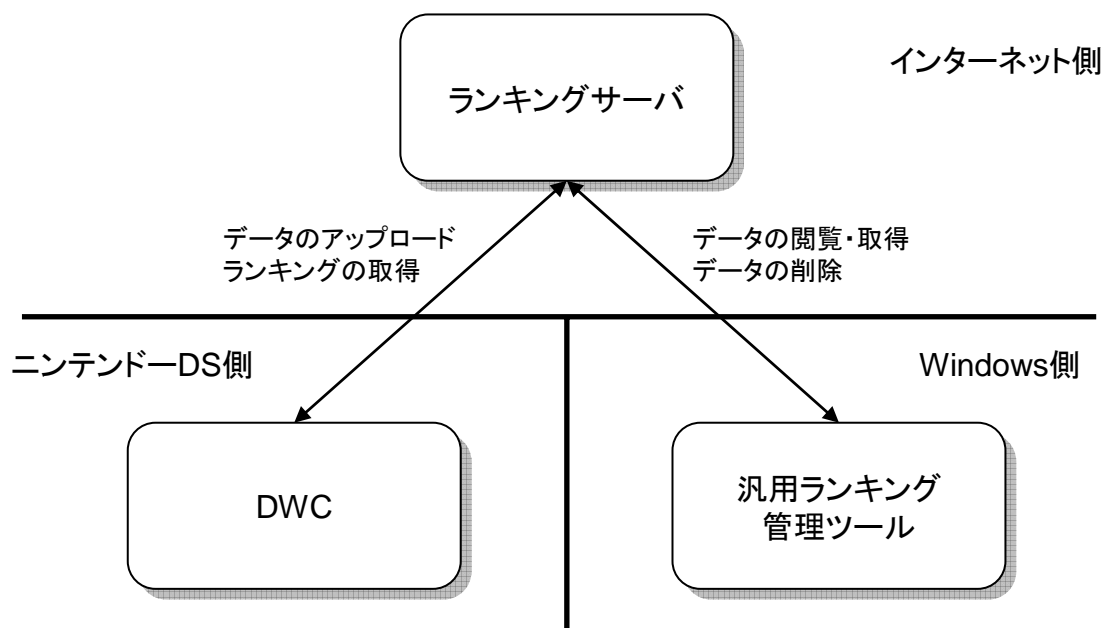 ランキングサーバ
インターネット側
データのアップロード
ランキングの取得
データの閲覧・取得
データの削除
ニンテンドーDS側
Windows側
DWC
汎用ランキング
管理ツール